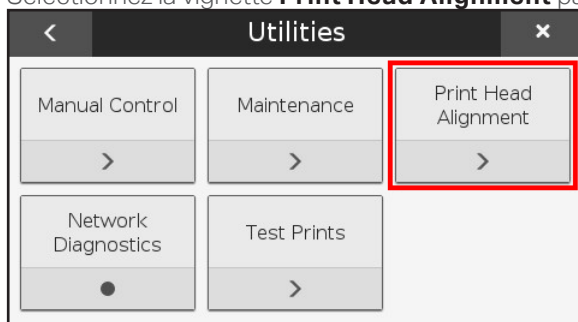 Sélectionnez la vignette Print Head Alignment
Utilities
Manual Control
Maintenance
Print Head
Alignment
Network
Diagnostics
Test Prints